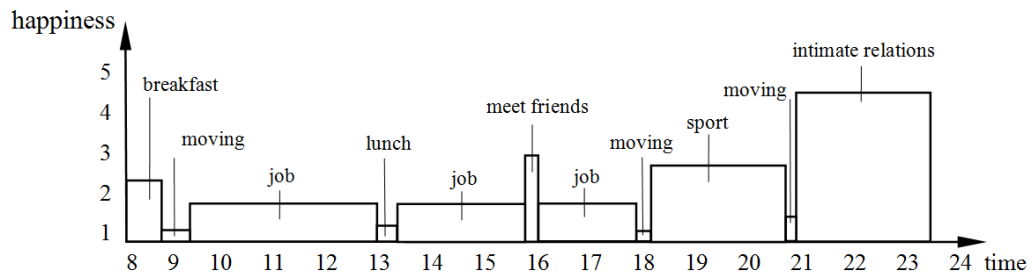 happiness
intimate relations
5
breakfast
moving
4
meet friends
sport
moving
lunch
moving
3
job
job
job
2
1
8 9 10 11 12 13 14 15 16 17 18 19 20 21 22 23 24 time